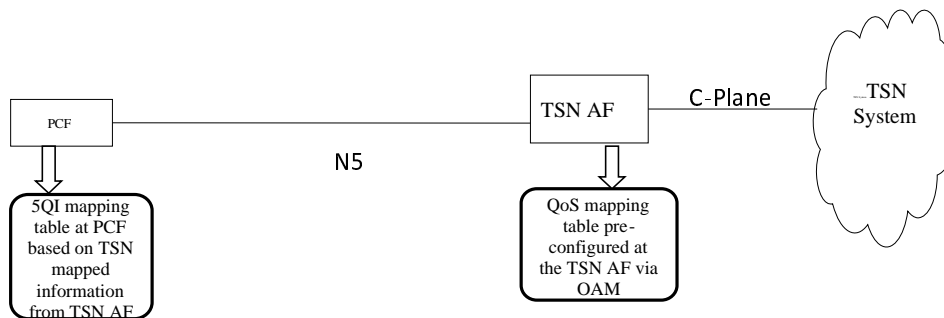 PCF
N5
TSN AF
C-Plane
TSN
System
5QI mapping
table at PCF
based on TSN
mapped
information
from TSN AF
QoS mapping
table pre-
configured at
the TSN AF via
OAM